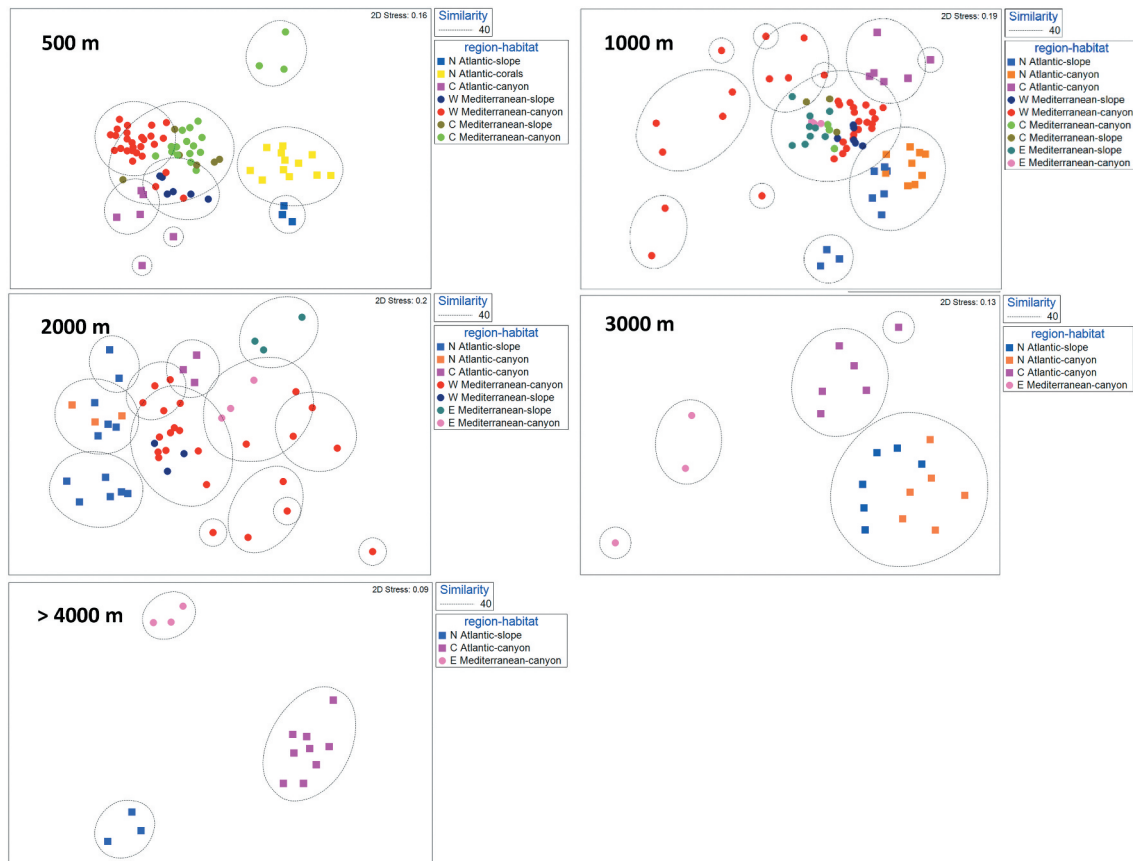 500 m
2D Stress: 0.16
Similarity
40
region-habitat
N Atlantic-slope
N Atlantic-corals
C Atlantic-canyon
W Mediterranean-slope
W Mediterranean-canyon
C Mediterranean-slope
C Mediterranean-canyon
1000 m
2D Stress: 0.19
Similarity
40
region-habitat
N Atlantic-slope
N Atlantic-canyon
C Atlantic-canyon
W Mediterranean-slope
W Mediterranean-canyon
C Mediterranean-canyon
C Mediterranean-slope
E Mediterranean-slope
E Mediterranean-canyon
2000 m
2D Stress: 0.2
Similarity
40
region-habitat
N Atlantic-slope
N Atlantic-canyon
C Atlantic-canyon
W Mediterranean-canyon
W Mediterranean-slope
E Mediterranean-slope
E Mediterranean-canyon
3000 m
2D Stress: 0.13
Similarity
40
region-habitat
N Atlantic-slope
N Atlantic-canyon
C Atlantic-canyon
E Mediterranean-canyon
> 4000 m
2D Stress: 0.09
Similarity
40
region-habitat
N Atlantic-slope
C Atlantic-canyon
E Mediterranean-canyon